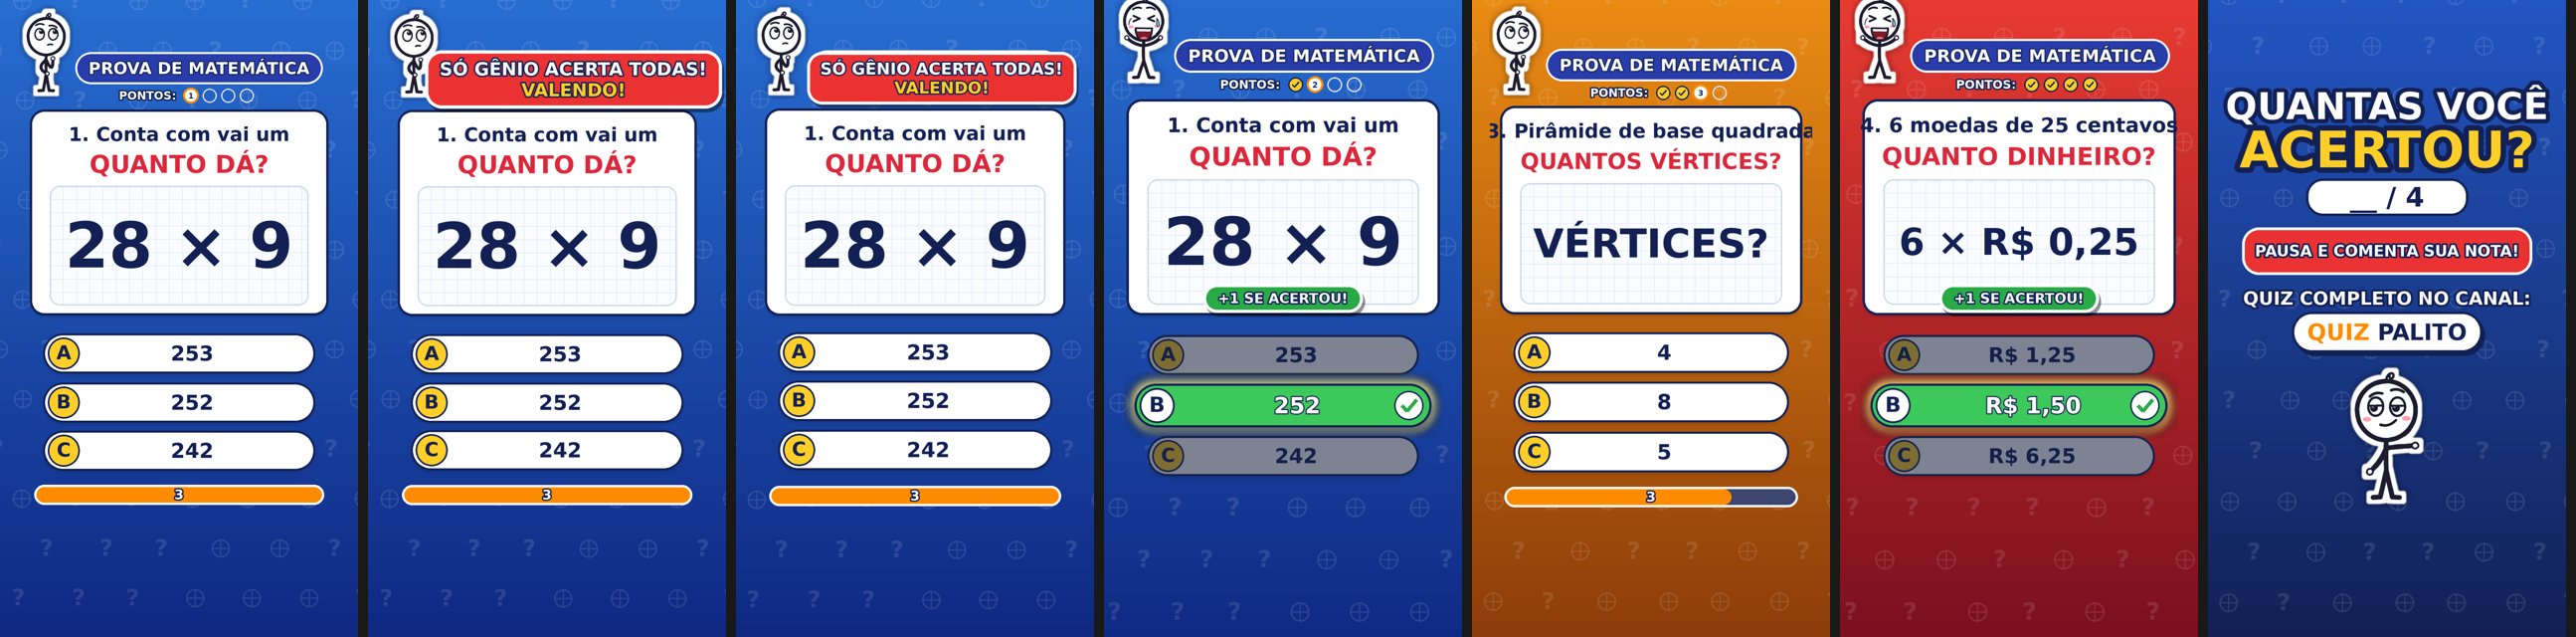 PROVA DE MATEMÁTICA
PONTOS: 1
1. Conta com vai um
QUANTO DÁ?
28 × 9
A 253
B 252
C 242
3
SÓ GÊNIO ACERTA TODAS!
VALENDO!
1. Conta com vai um
QUANTO DÁ?
28 × 9
A 253
B 252
C 242
3
SÓ GÊNIO ACERTA TODAS!
VALENDO!
1. Conta com vai um
QUANTO DÁ?
28 × 9
A 253
B 252
C 242
3
PROVA DE MATEMÁTICA
PONTOS: 2
1. Conta com vai um
QUANTO DÁ?
28 × 9
+1 SE ACERTOU!
A 253
B 252
C 242
PROVA DE MATEMÁTICA
PONTOS: 3
3. Pirâmide de base quadrada
QUANTOS VÉRTICES?
VÉRTICES?
A 4
B 8
C 5
3
PROVA DE MATEMÁTICA
PONTOS:
4. 6 moedas de 25 centavos
QUANTO DINHEIRO?
6 × R$ 0,25
+1 SE ACERTOU!
A R$ 1,25
B R$ 1,50
C R$ 6,25
QUANTAS VOCÊ
ACERTOU?
__ / 4
PAUSA E COMENTA SUA NOTA!
QUIZ COMPLETO NO CANAL:
QUIZ PALITO